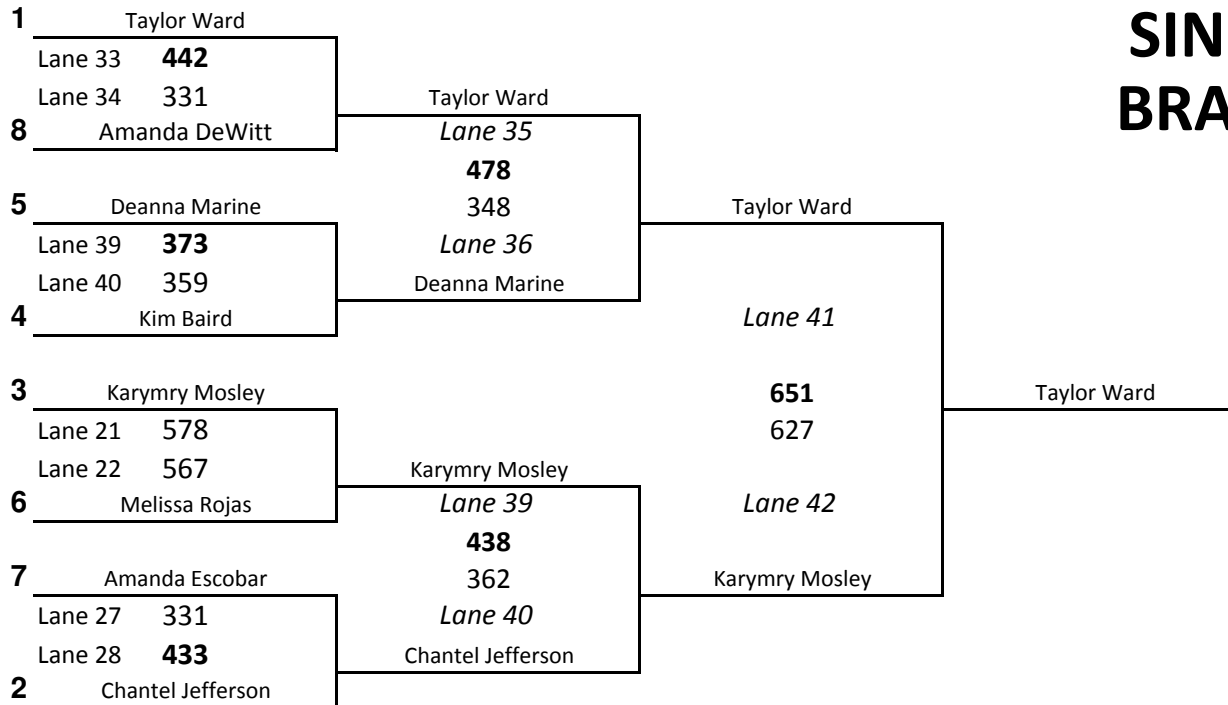 SIN
BRA
1 Taylor Ward
Lane 33 442
Lane 34 331
8 Amanda DeWitt
5 Deanna Marine
Lane 39 373
Lane 40 359
4 Kim Baird
3 Karymry Mosley
Lane 21 578
Lane 22 567
6 Melissa Rojas
7 Amanda Escobar
Lane 27 331
Lane 28 433
2 Chantel Jefferson
Taylor Ward
Lane 35
478
348
Lane 36
Deanna Marine
Karymry Mosley
Lane 39
438
362
Lane 40
Chantel Jefferson
Taylor Ward
Lane 41
651
627
Lane 42
Karymry Mosley
Taylor Ward